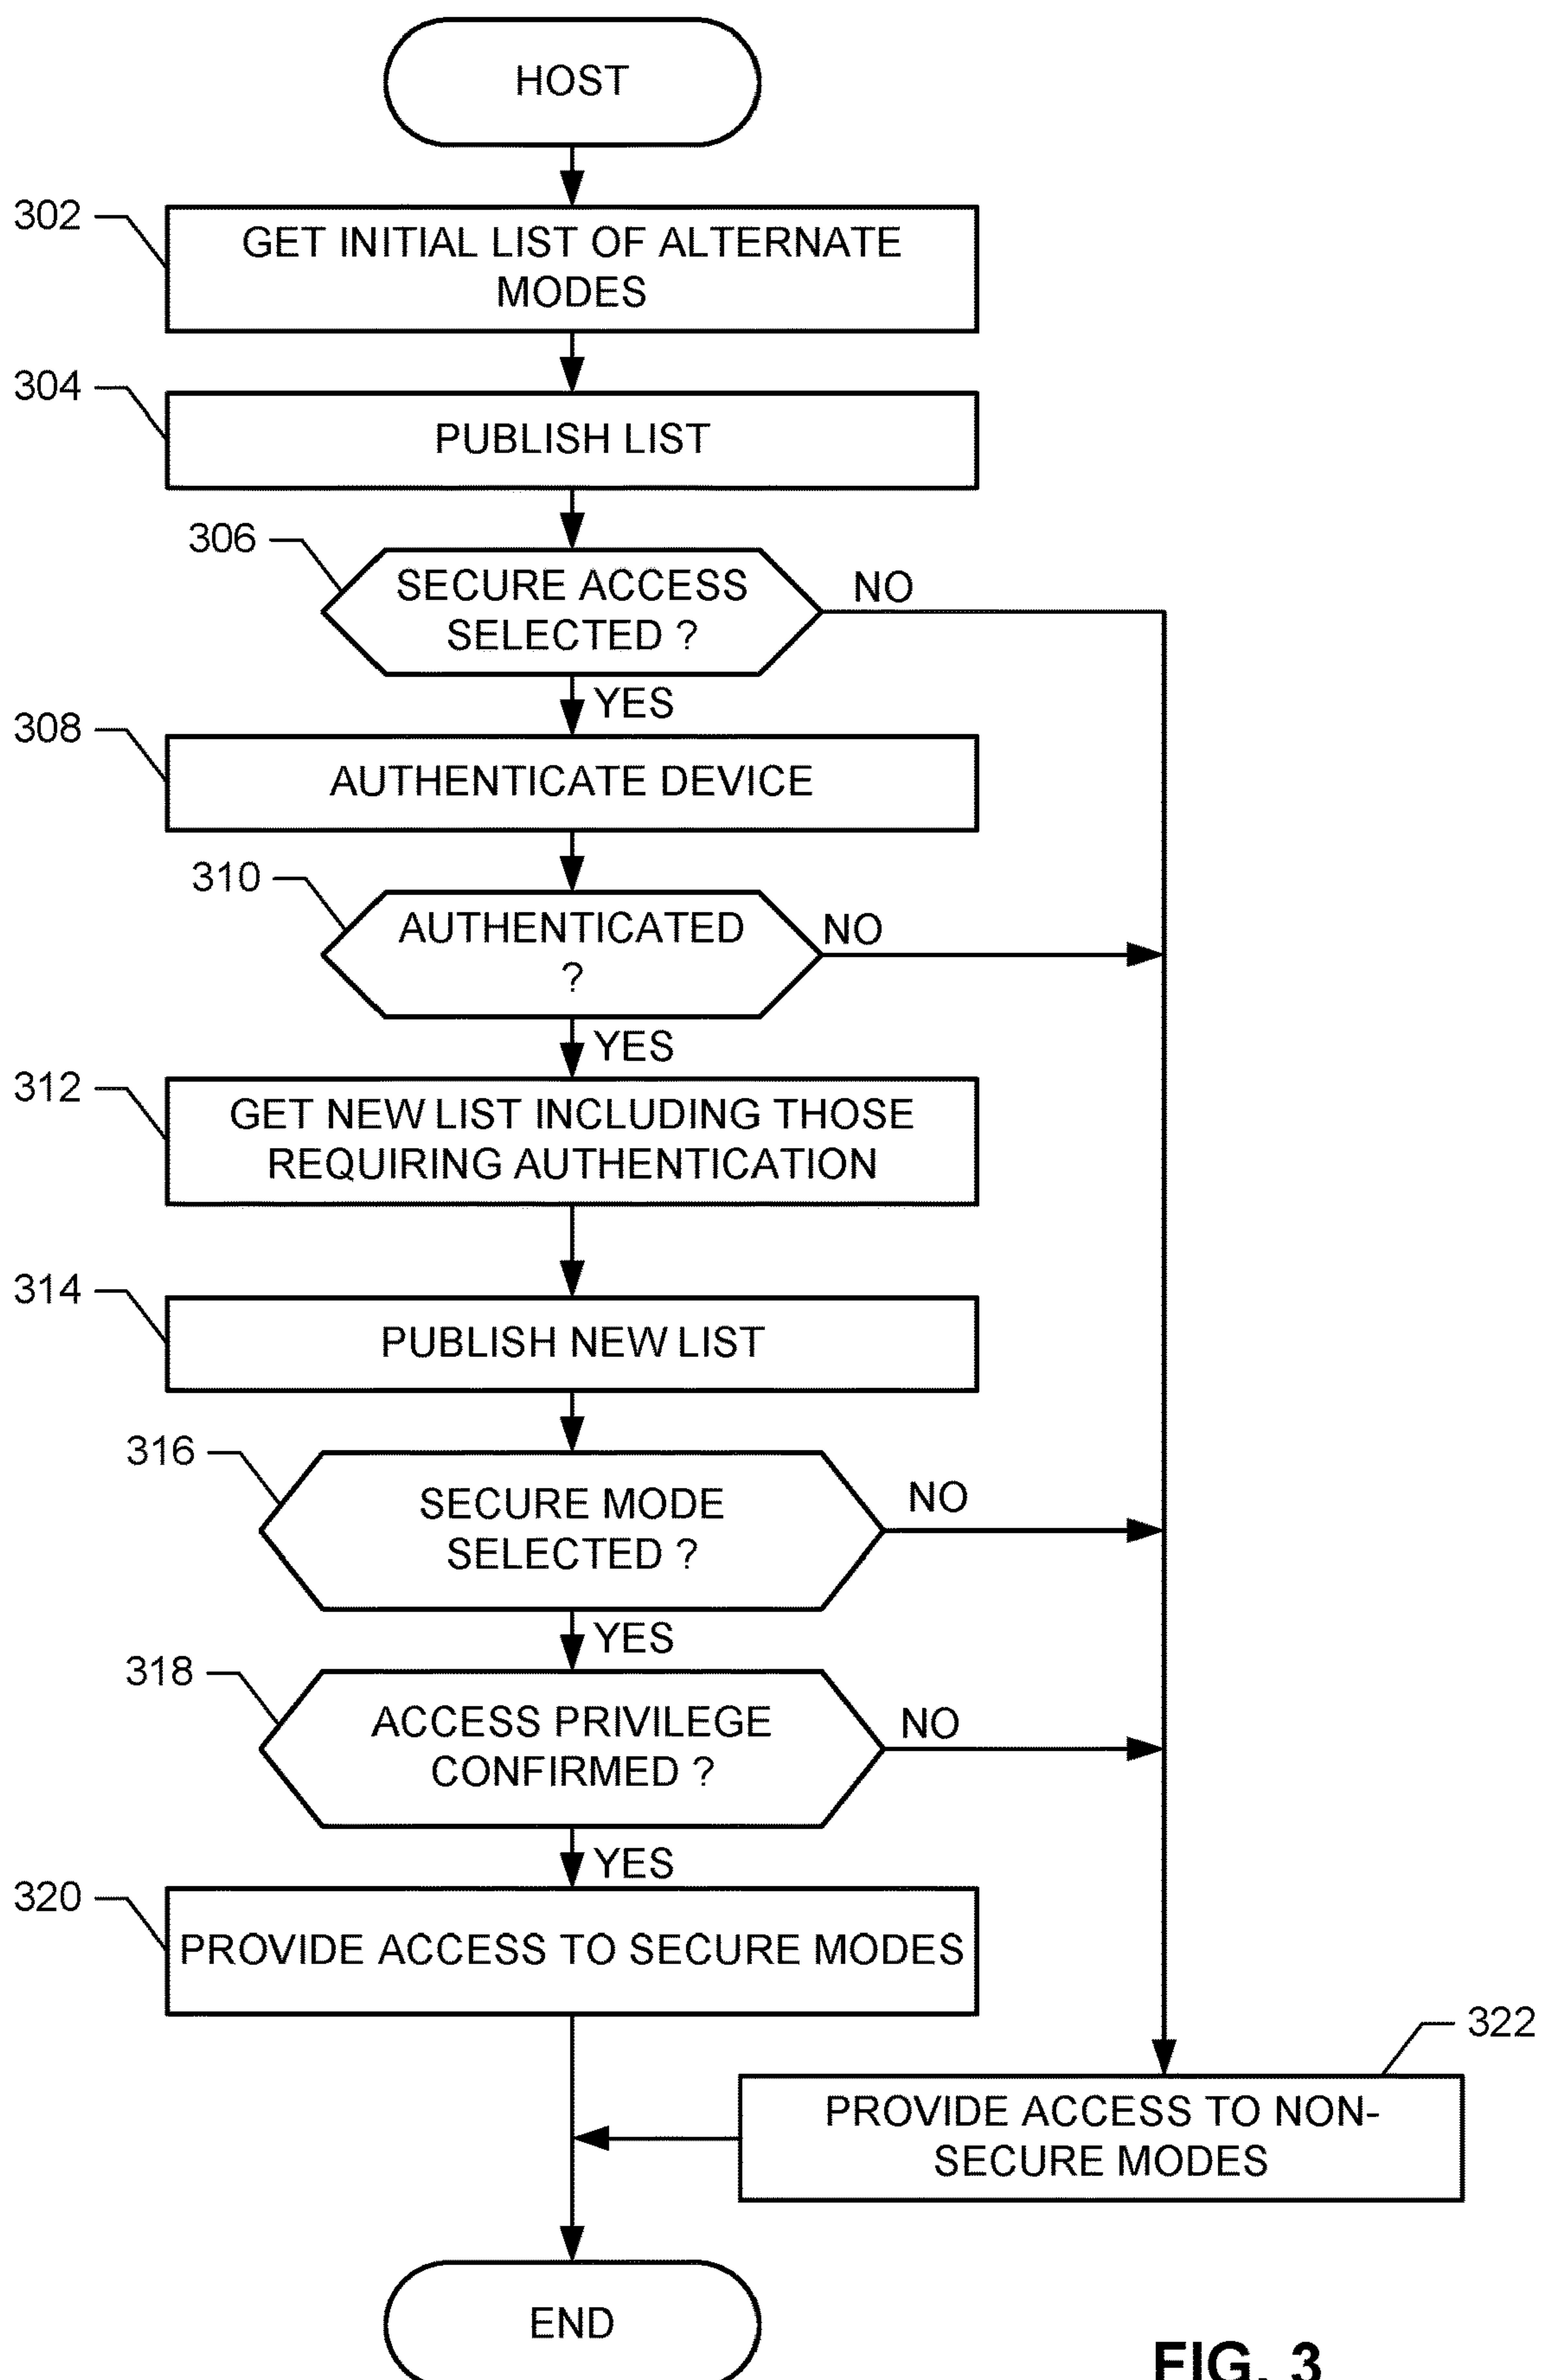 HOST
302
GET INITIAL LIST OF ALTERNATE
MODES
304
PUBLISH LIST
306
SECURE ACCESS
SELECTED ?
NO
YES
308
AUTHENTICATE DEVICE
310
AUTHENTICATED
?
NO
YES
312
GET NEW LIST INCLUDING THOSE
REQUIRING AUTHENTICATION
314
PUBLISH NEW LIST
316
SECURE MODE
SELECTED ?
NO
YES
318
ACCESS PRIVILEGE
CONFIRMED ?
NO
YES
320
PROVIDE ACCESS TO SECURE MODES
322
PROVIDE ACCESS TO NON-
SECURE MODES
END
FIG. 3